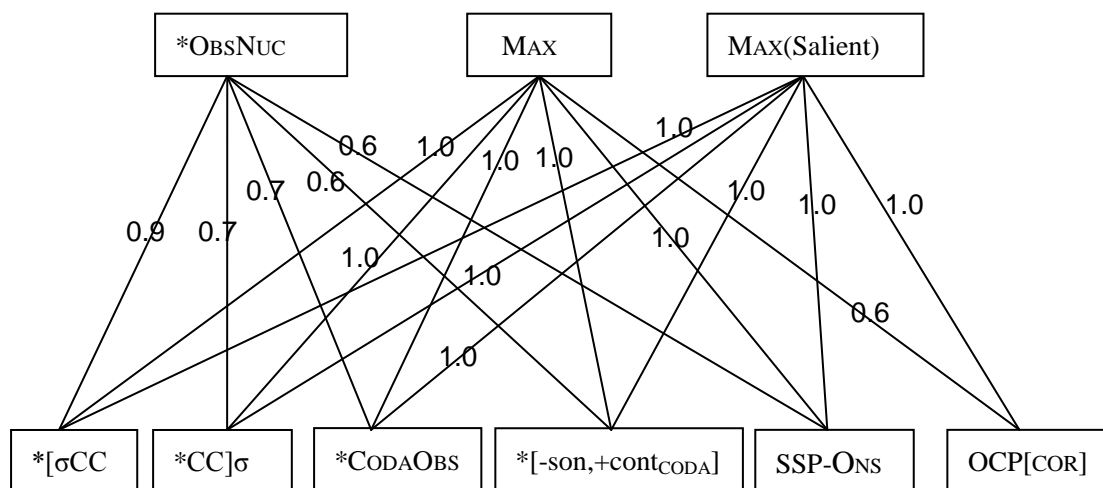 *OBSNUC MAX MAX(Salient)
1.0
0.6 1.0 1.0 1.0
0.7 0.6 1.0 1.0 1.0
0.9 0.7 1.0
1.0 1.0
0.6
1.0
*[σCC *CC]σ *CODAOBS *[-son,+contCODA] SSP-ONS OCP[COR]